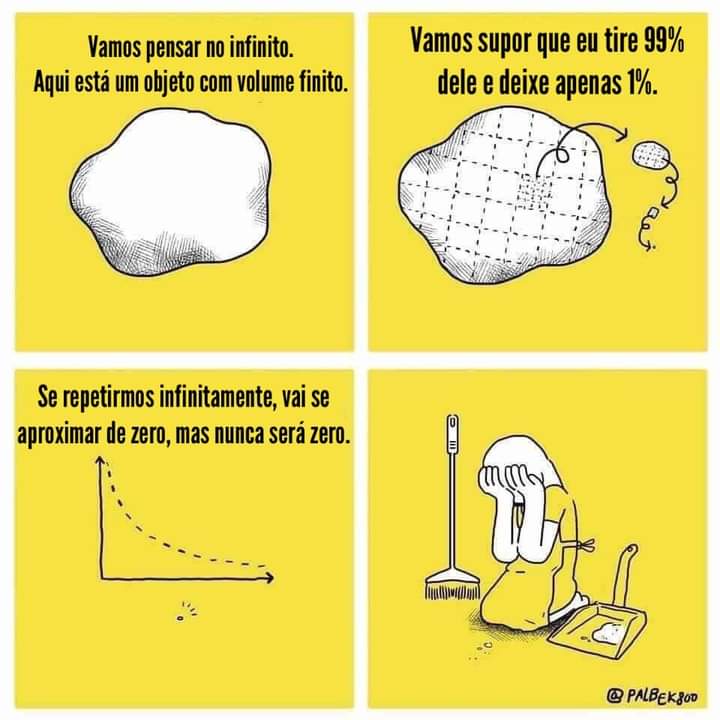 Vamos pensar no infinito.
Aqui está um objeto com volume finito.
Vamos supor que eu tire 99%
dele e deixe apenas 1%.
Se repetirmos infinitamente, vai se
aproximar de zero, mas nunca será zero.
@PALBEK800